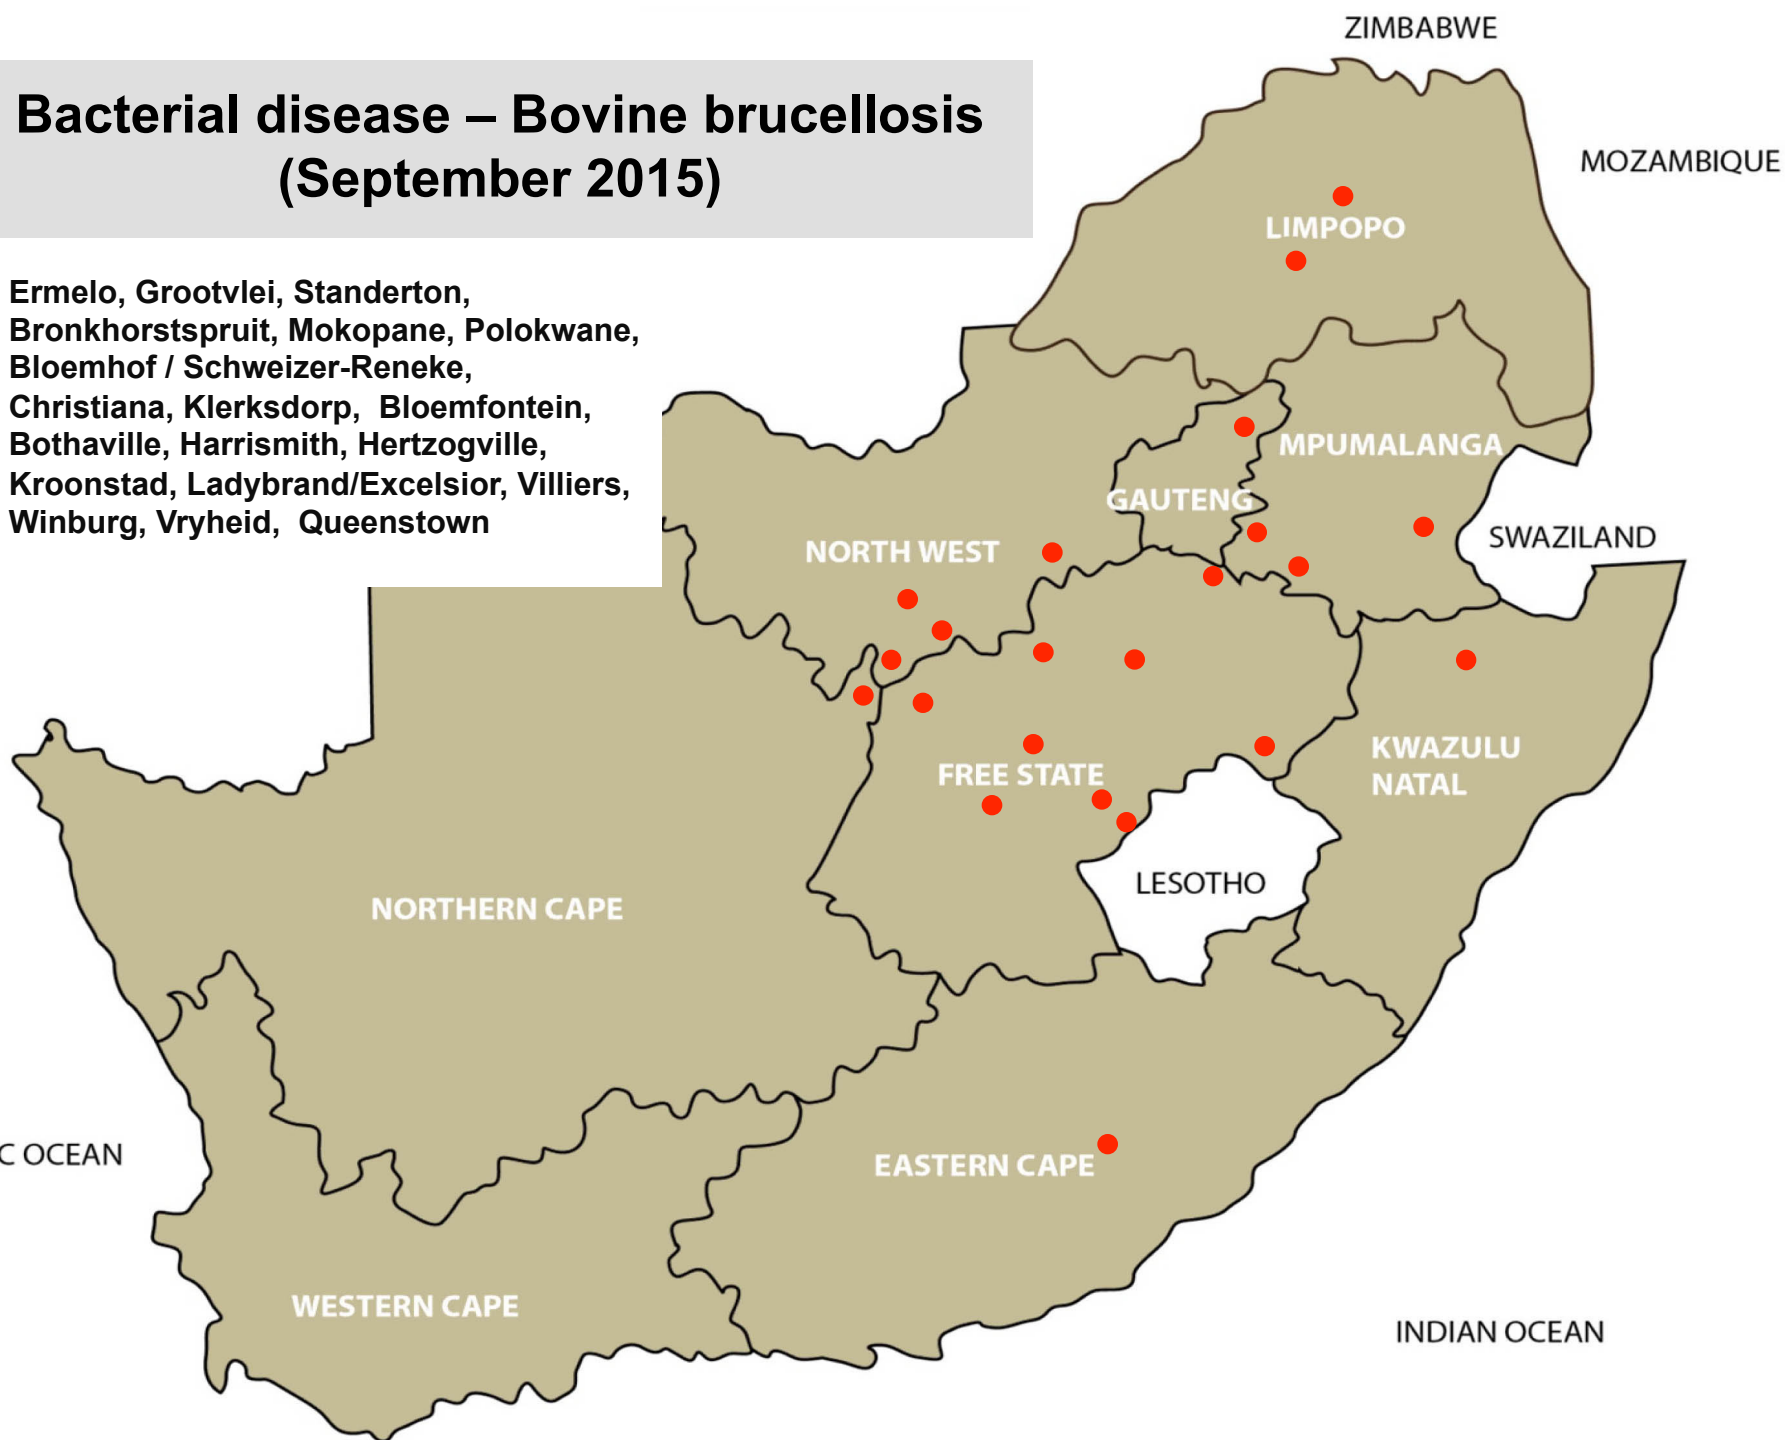 ZIMBABWE
Bacterial disease – Bovine brucellosis
(September 2015)
MOZAMBIQUE
LIMPOPO
Ermelo, Grootvlei, Standerton,
Bronkhorstspruit, Mokopane, Polokwane,
Bloemhof / Schweizer-Reneke,
Christiana, Klerksdorp, Bloemfontein,
Bothaville, Harrismith, Hertzogville,
Kroonstad, Ladybrand/Excelsior, Villiers,
Winburg, Vryheid, Queenstown
MPUMALANGA
GAUTENG
SWAZILAND
NORTH WEST
KWAZULU
NATAL
FREE STATE
LESOTHO
NORTHERN CAPE
C OCEAN
EASTERN CAPE
WESTERN CAPE
INDIAN OCEAN